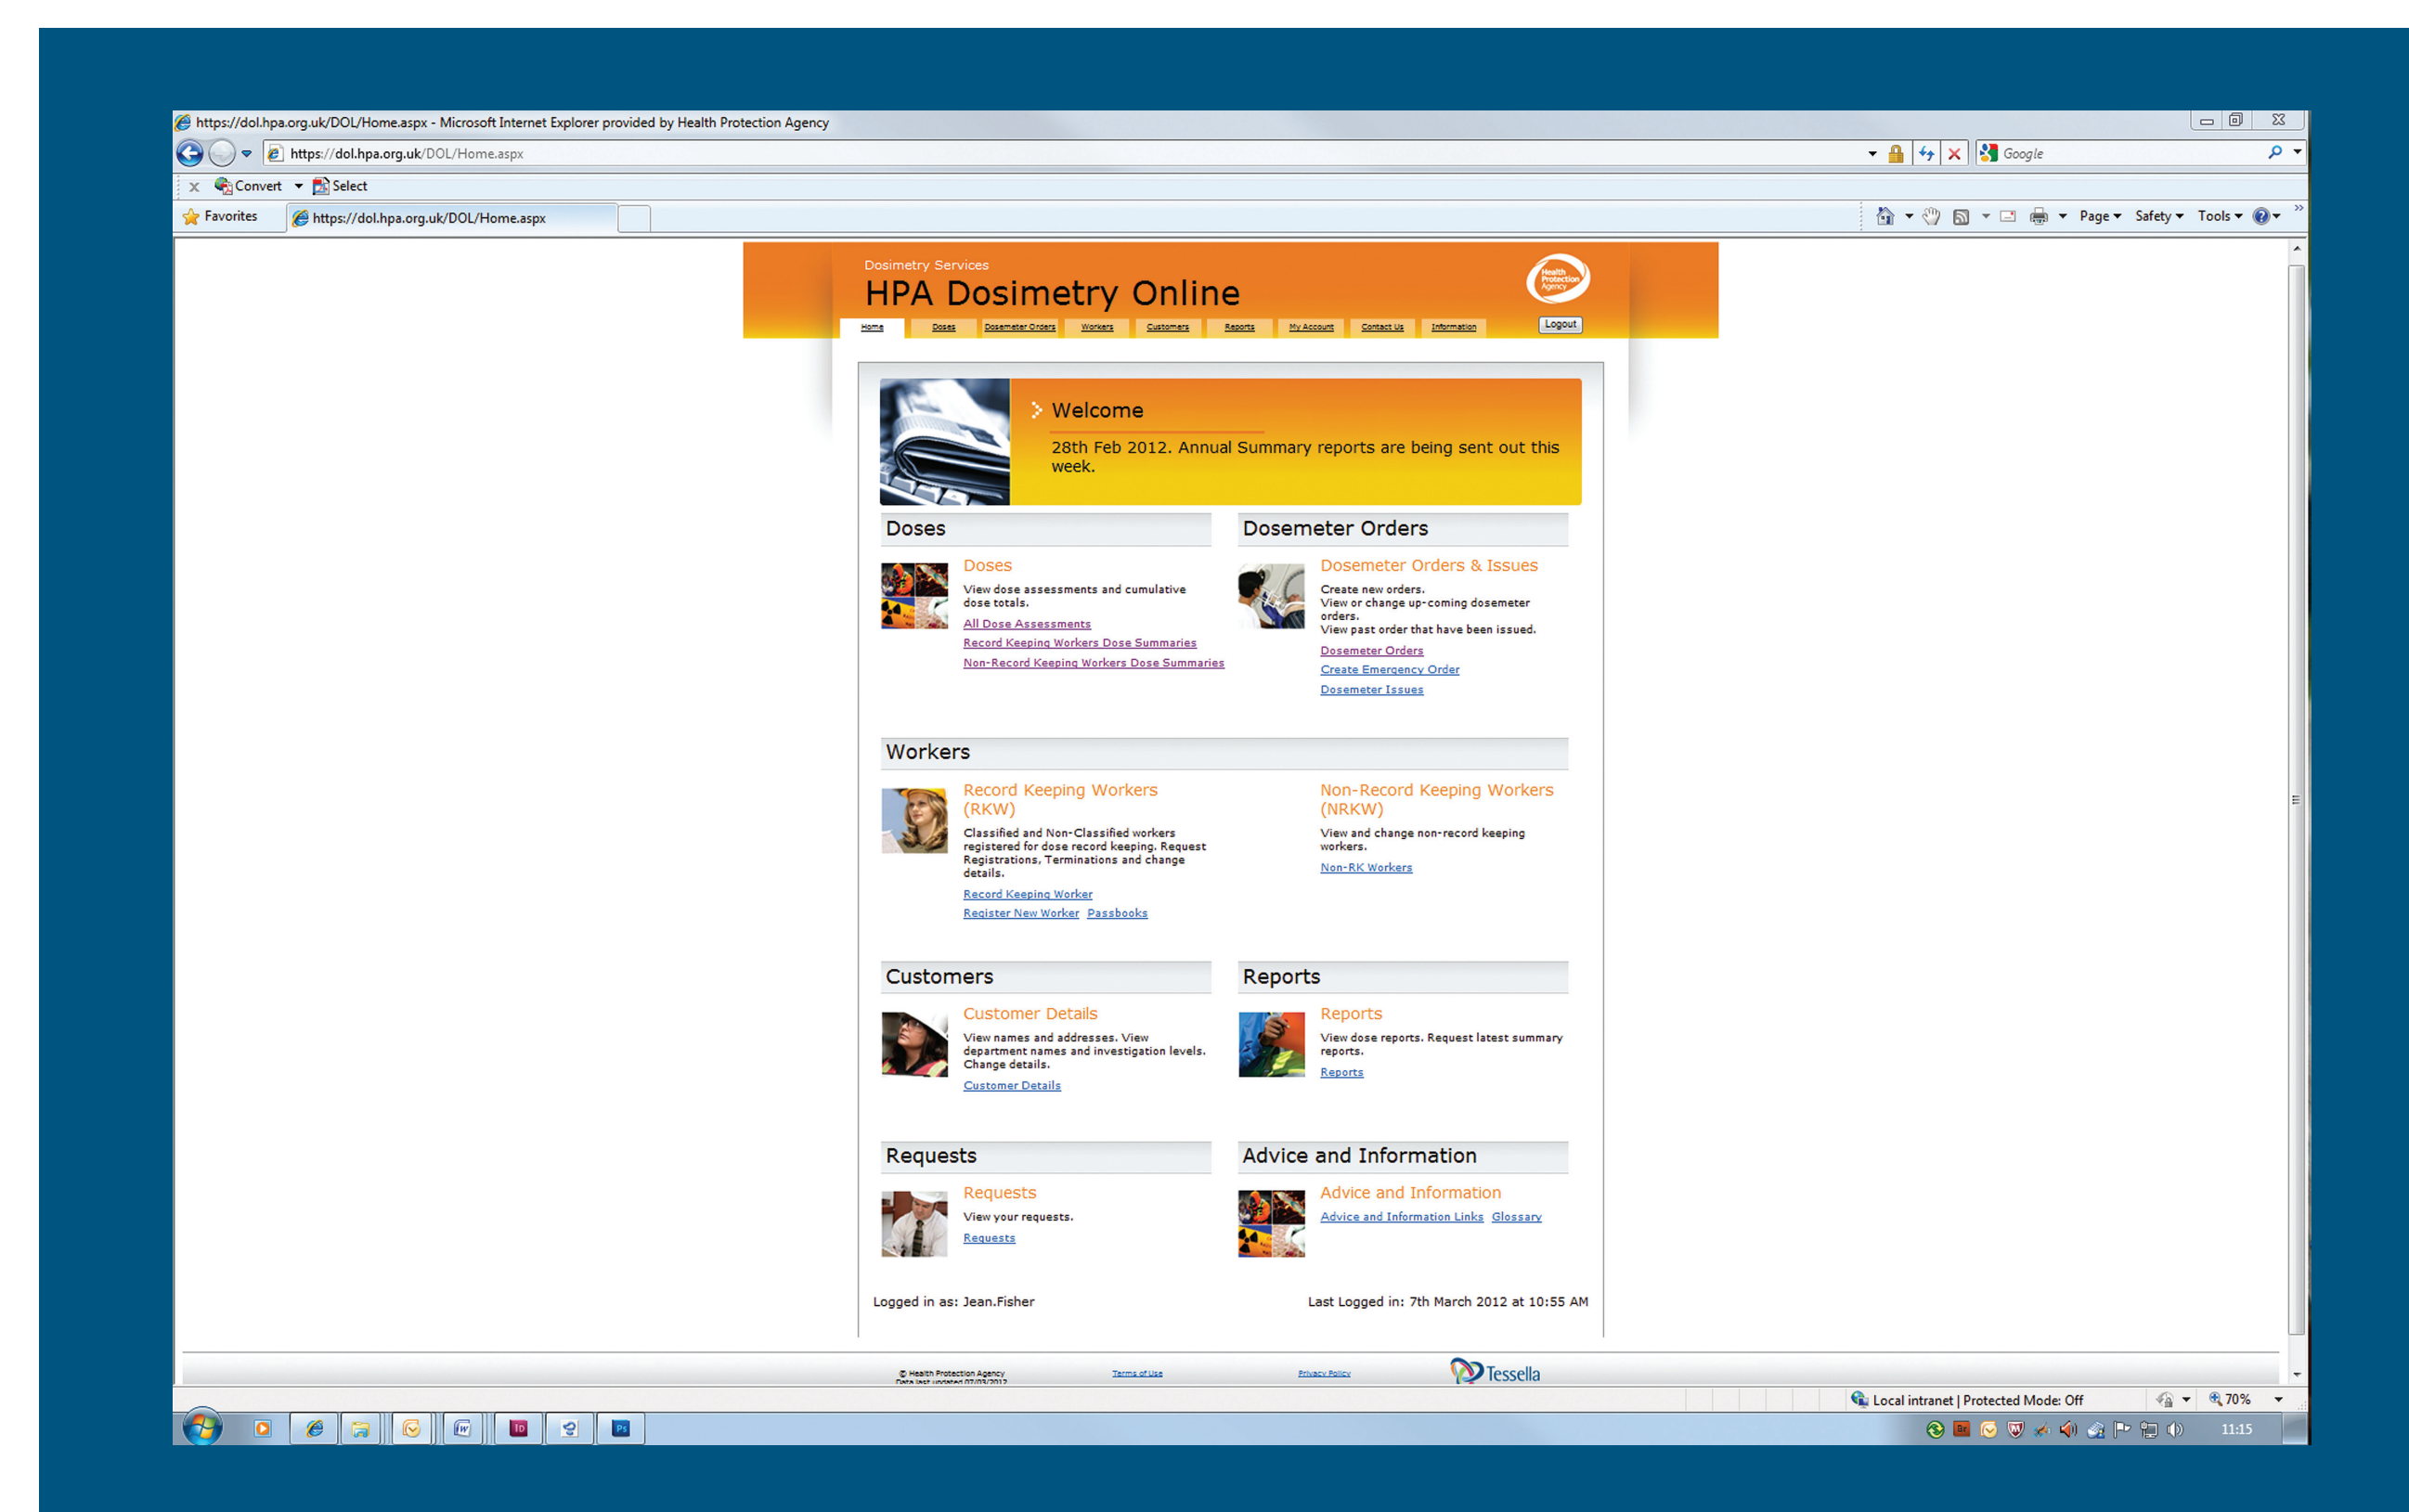 https://dol.hpa.org.uk/DOL/Home.aspx - Microsoft Internet Explorer provided by Health Protection Agency
https://dol.hpa.org.uk/DOL/Home.aspx
Google
x Convert Select
Favorites https://dol.hpa.org.uk/DOL/Home.aspx Page Safety Tools
Dosimetry Services
HPA Dosimetry Online
Health
Protection
Agency
Home Doses Dosemeter Orders Workers Customers Reports My Account Contact Us Information Logout
Welcome
28th Feb 2012. Annual Summary reports are being sent out this
week.
Doses
Doses
View dose assessments and cumulative
dose totals.
All Dose Assessments
Record Keeping Workers Dose Summaries
Non-Record Keeping Workers Dose Summaries
Dosemeter Orders
Dosemeter Orders & Issues
Create new orders.
View or change up-coming dosemeter
orders.
View past order that have been issued.
Dosemeter Orders
Create Emergency Order
Dosemeter Issues
Workers
Record Keeping Workers
(RKW)
Classified and Non-Classified workers
registered for dose record keeping. Request
Registrations, Terminations and change
details.
Record Keeping Worker
Register New Worker Passbooks
Non-Record Keeping Workers
(NRKW)
View and change non-record keeping
workers.
Non-RK Workers
Customers
Customer Details
View names and addresses. View
department names and investigation levels.
Change details.
Customer Details
Reports
Reports
View dose reports. Request latest summary
reports.
Reports
Requests
Requests
View your requests.
Requests
Advice and Information
Advice and Information
Advice and Information Links Glossary
Logged in as: Jean.Fisher
Last Logged in: 7th March 2012 at 10:55 AM
© Health Protection Agency
Data last updated 07/03/2012
Terms of Use
Privacy Policy
Tessella
Local intranet | Protected Mode: Off
70%
ID
Ps
Br
11:15